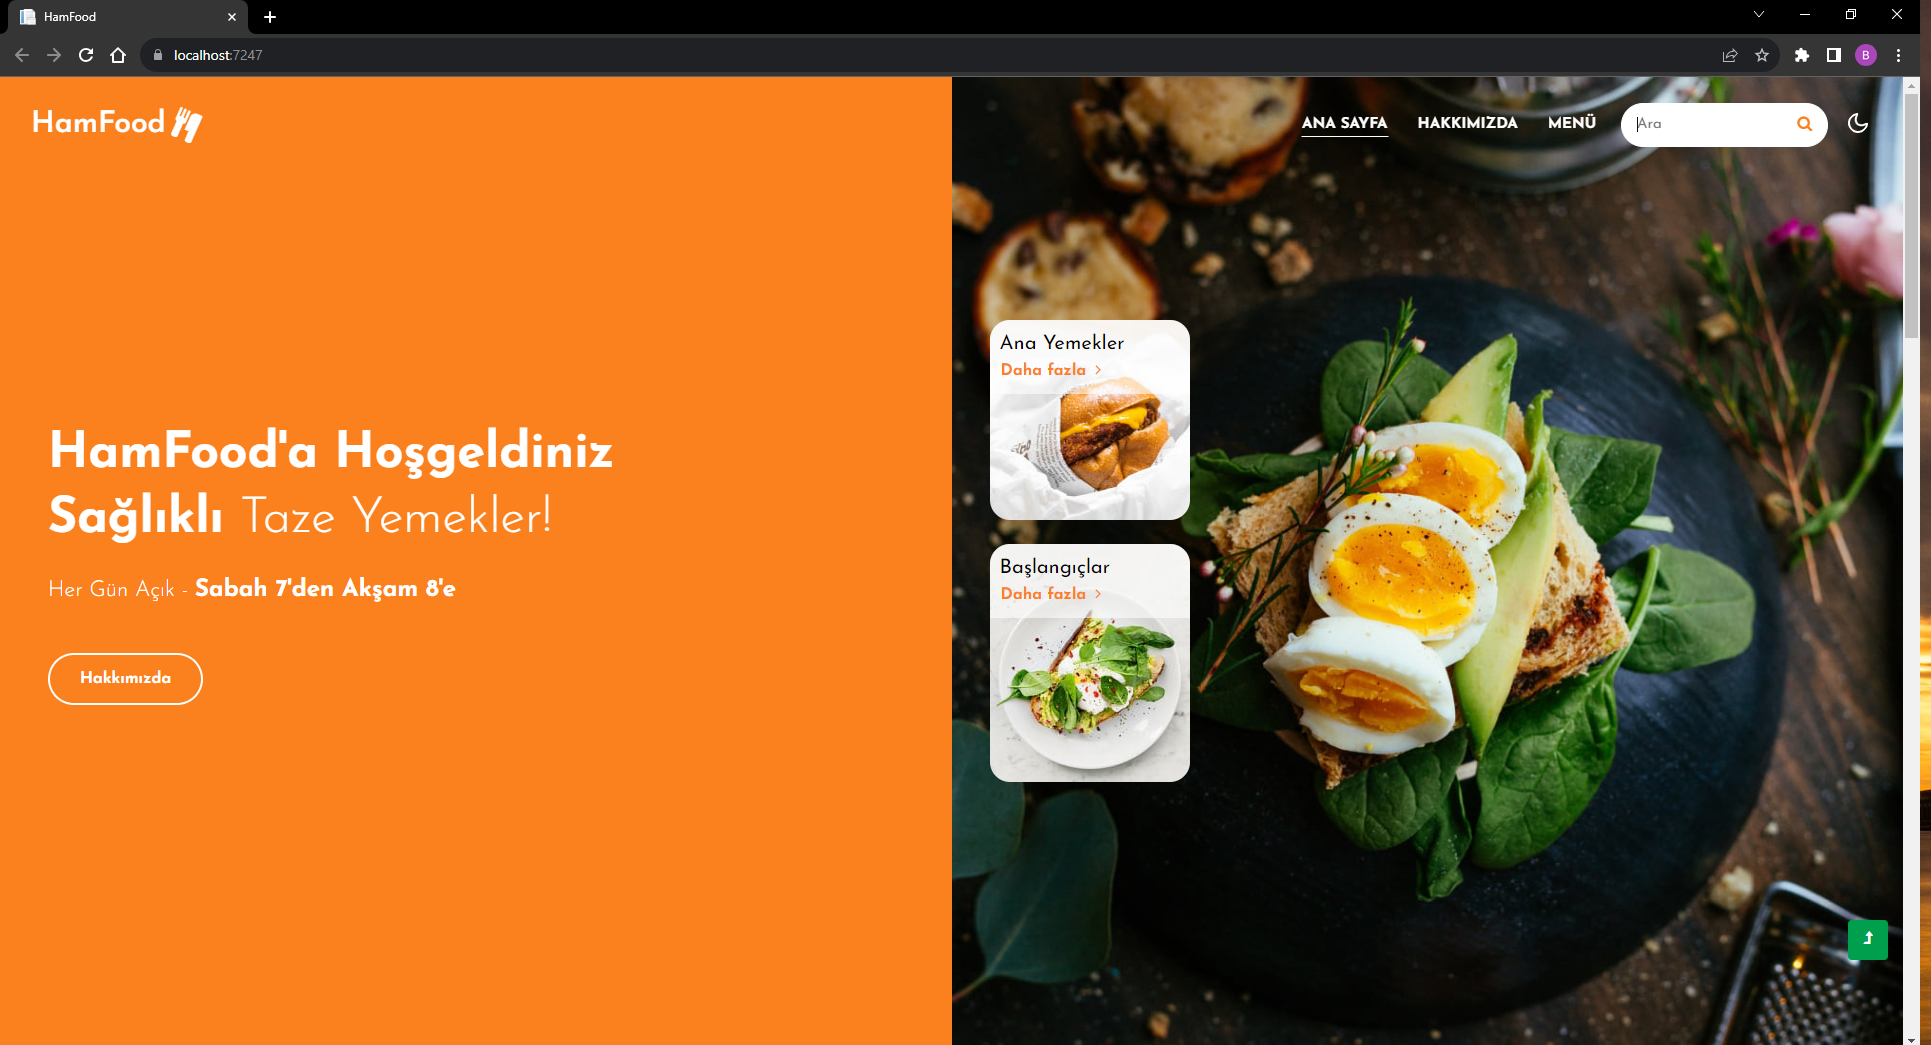 HamFood
localhost:7247
B
HamFood
ANA SAYFA
HAKKIMIZDA
MENÜ
Ara
HamFood'a Hoşgeldiniz
Sağlıklı Taze Yemekler!
Her Gün Açık - Sabah 7'den Akşam 8'e
Hakkımızda
Ana Yemekler
Daha fazla >
Başlangıçlar
Daha fazla >